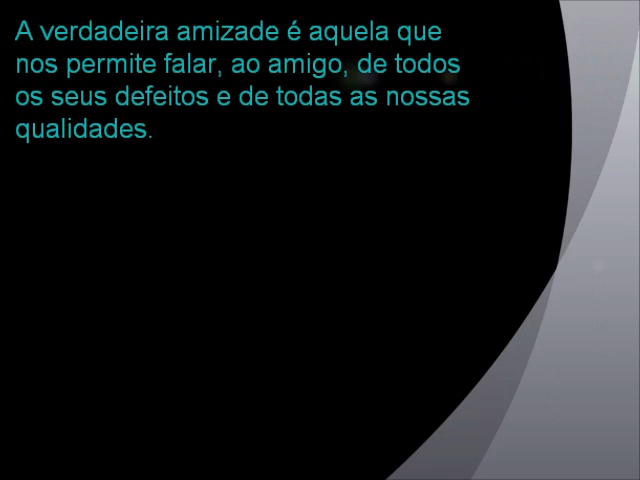 A verdadeira amizade é aquela que
nos permite falar, ao amigo, de todos
os seus defeitos e de todas as nossas
qualidades.